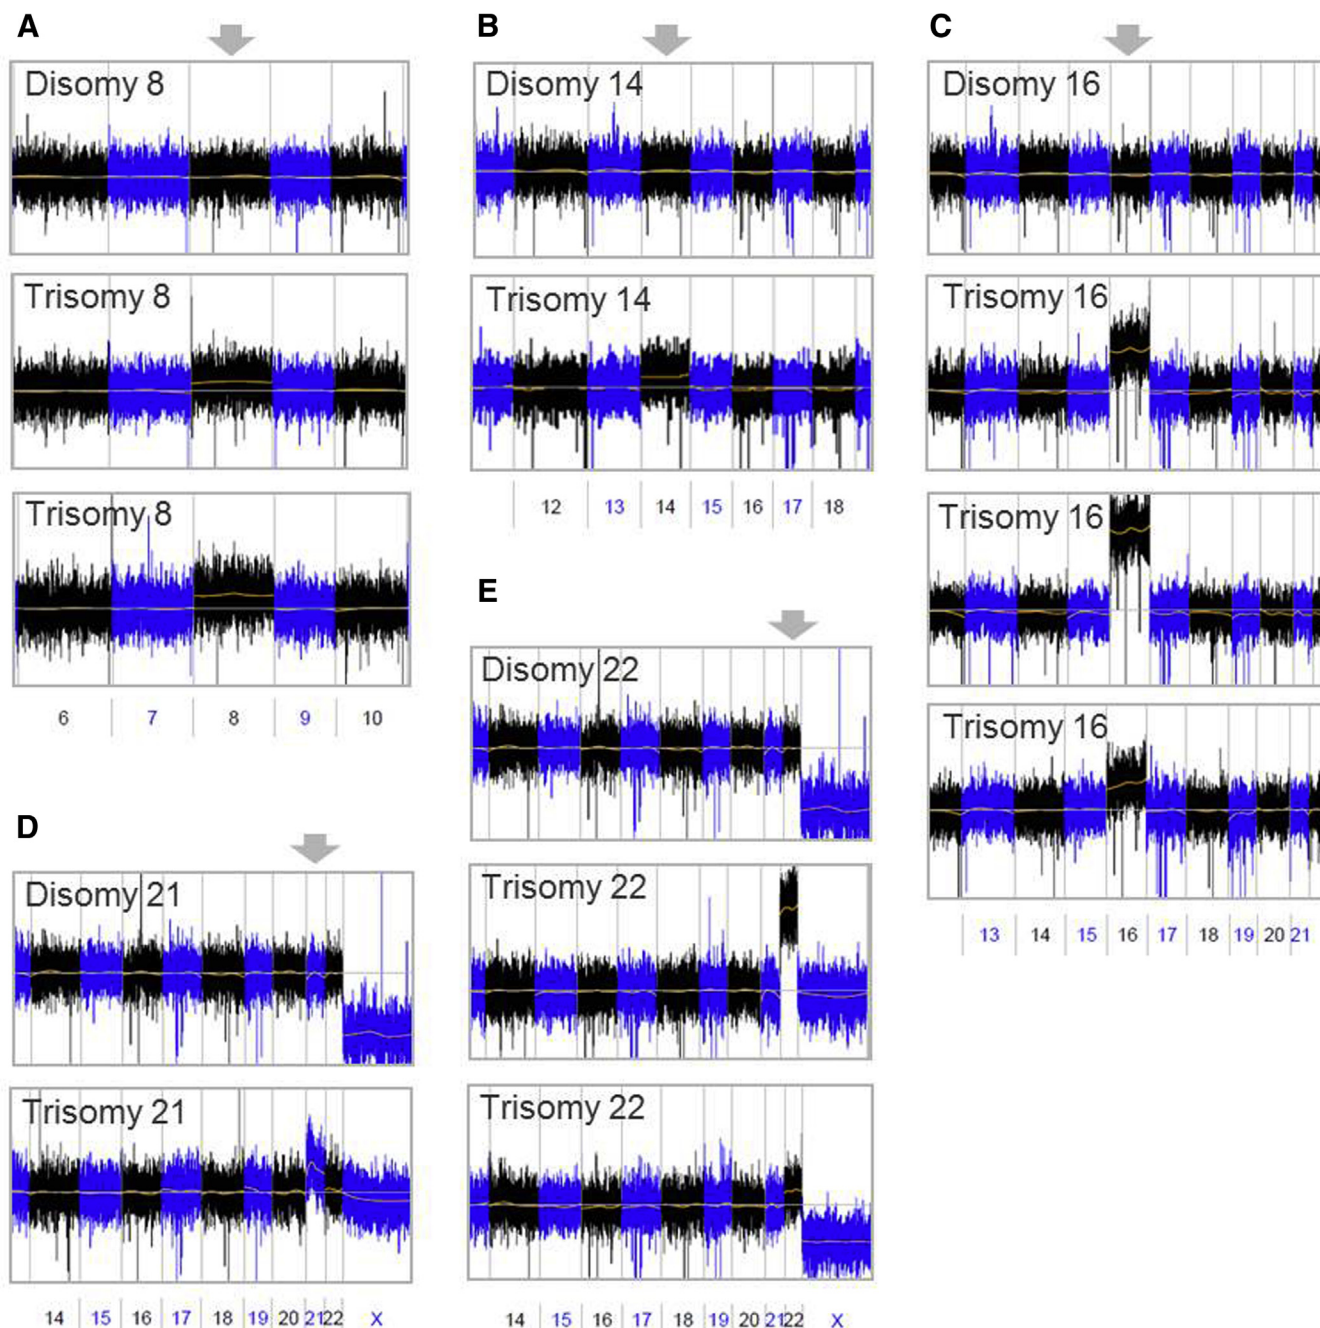 A
Disomy 8
Trisomy 8
Trisomy 8
6 7 8 9 10
B
Disomy 14
Trisomy 14
12 13 14 15 16 17 18
C
Disomy 16
Trisomy 16
Trisomy 16
Trisomy 16
13 14 15 16 17 18 19 20 21
D
Disomy 21
Trisomy 21
14 15 16 17 18 19 20 21 22 X
E
Disomy 22
Trisomy 22
Trisomy 22
14 15 16 17 18 19 20 21 22 X